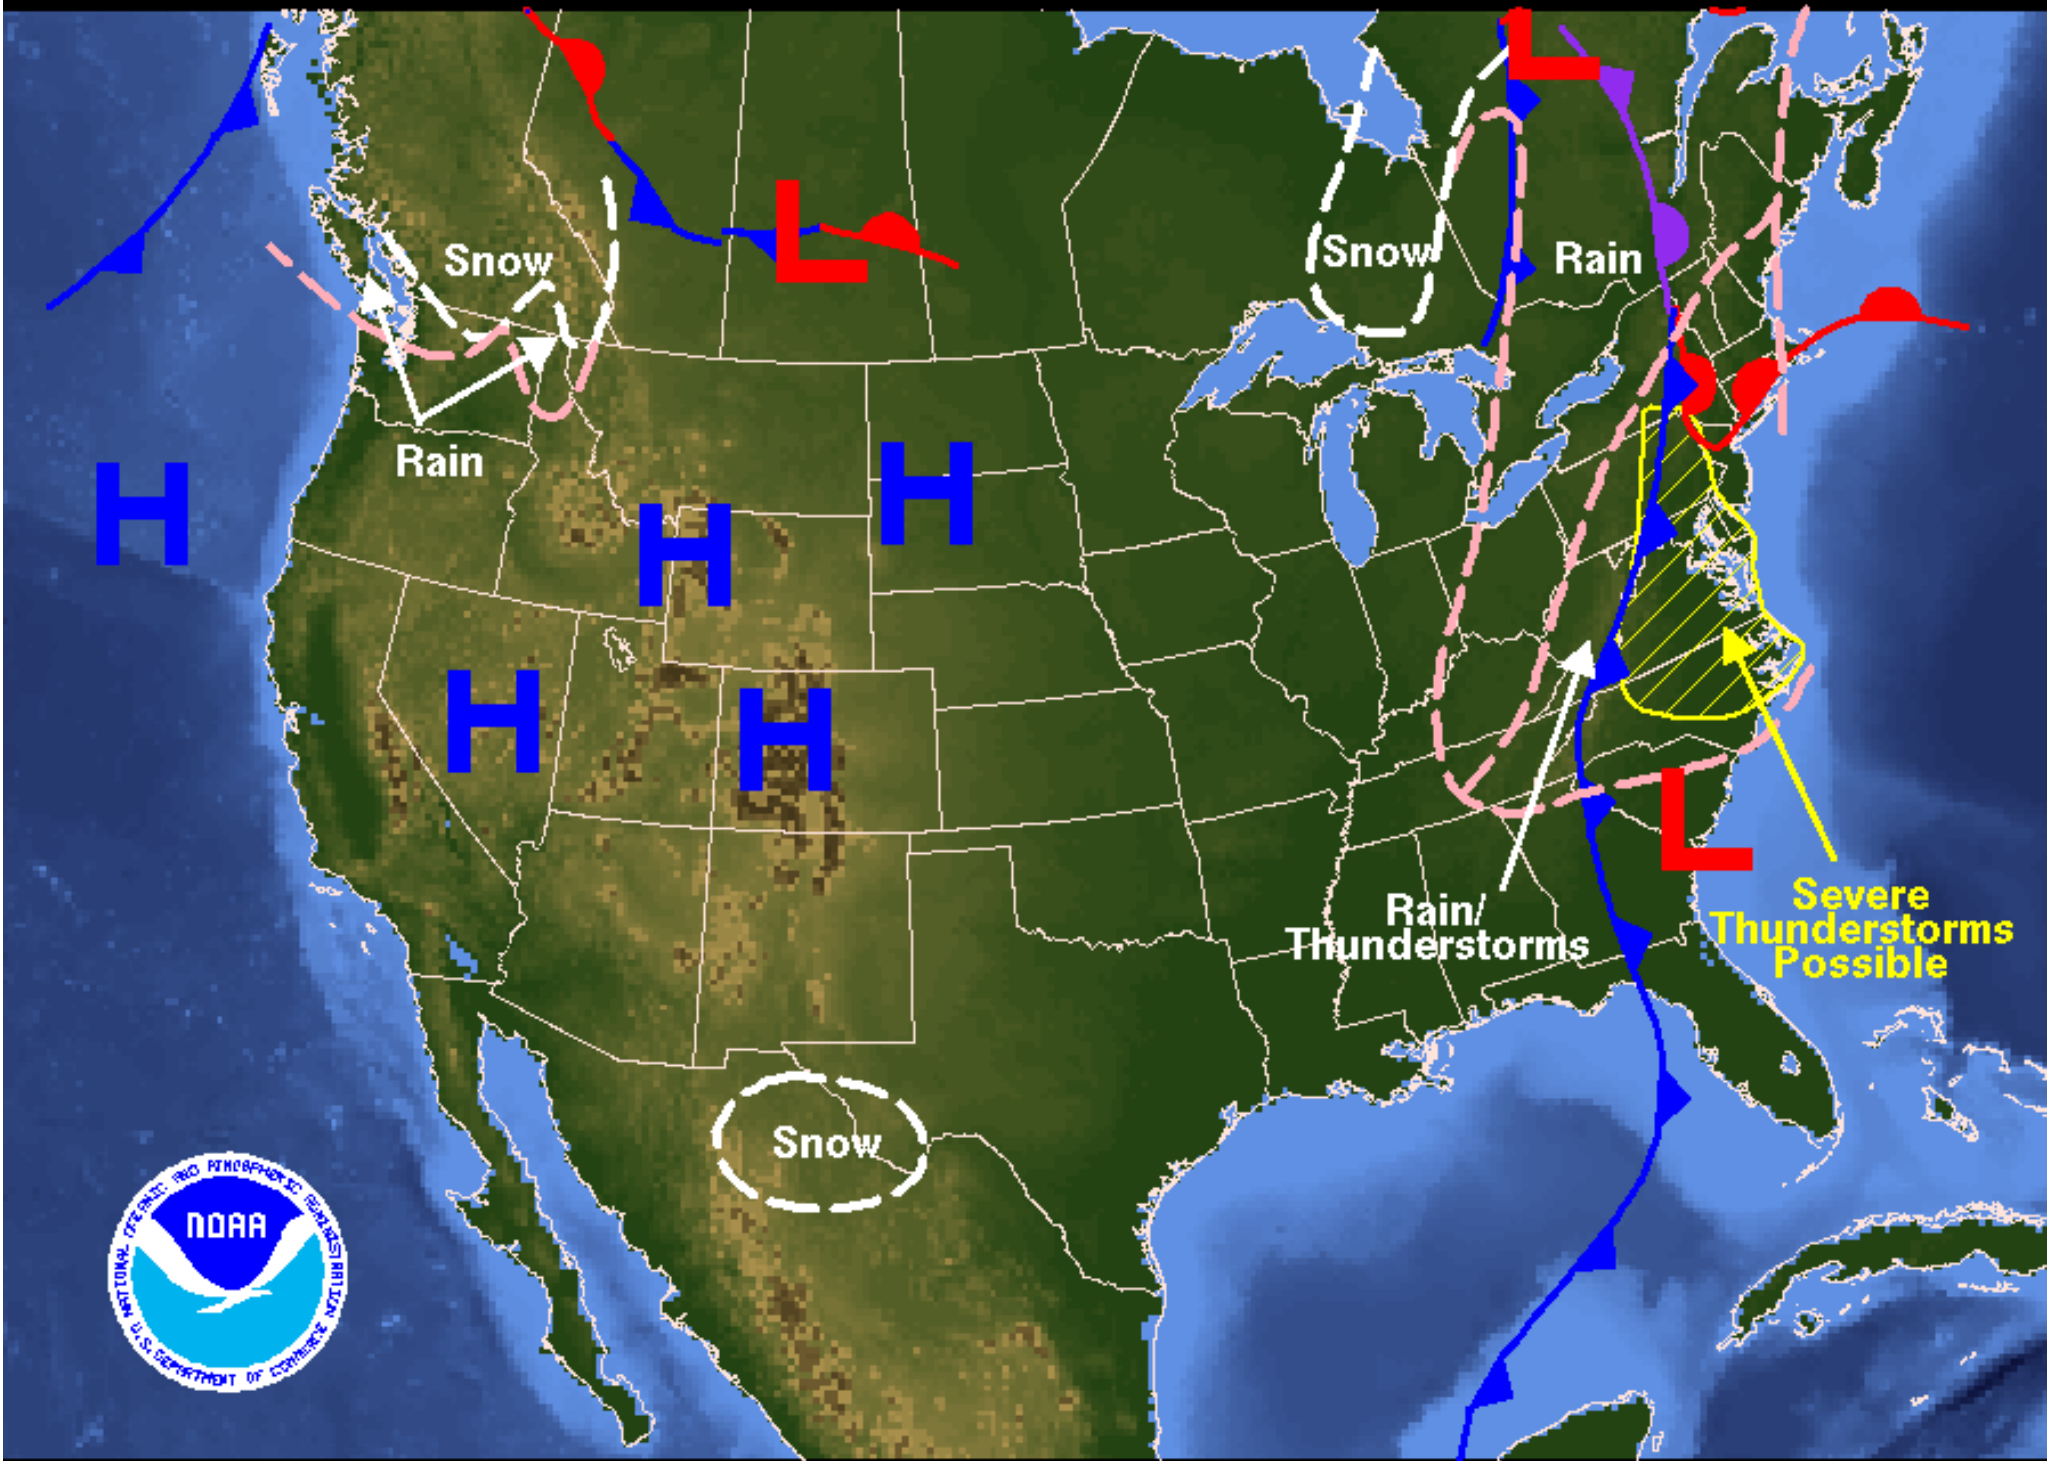 L
L
Snow
Snow
Rain
Rain
H
H
H
H
H
L
Rain/
Thunderstorms
Severe
Thunderstorms
Possible
Snow
NATIONAL OCEANIC AND ATMOSPHERIC ADMINISTRATION
NOAA
U.S. DEPARTMENT OF COMMERCE